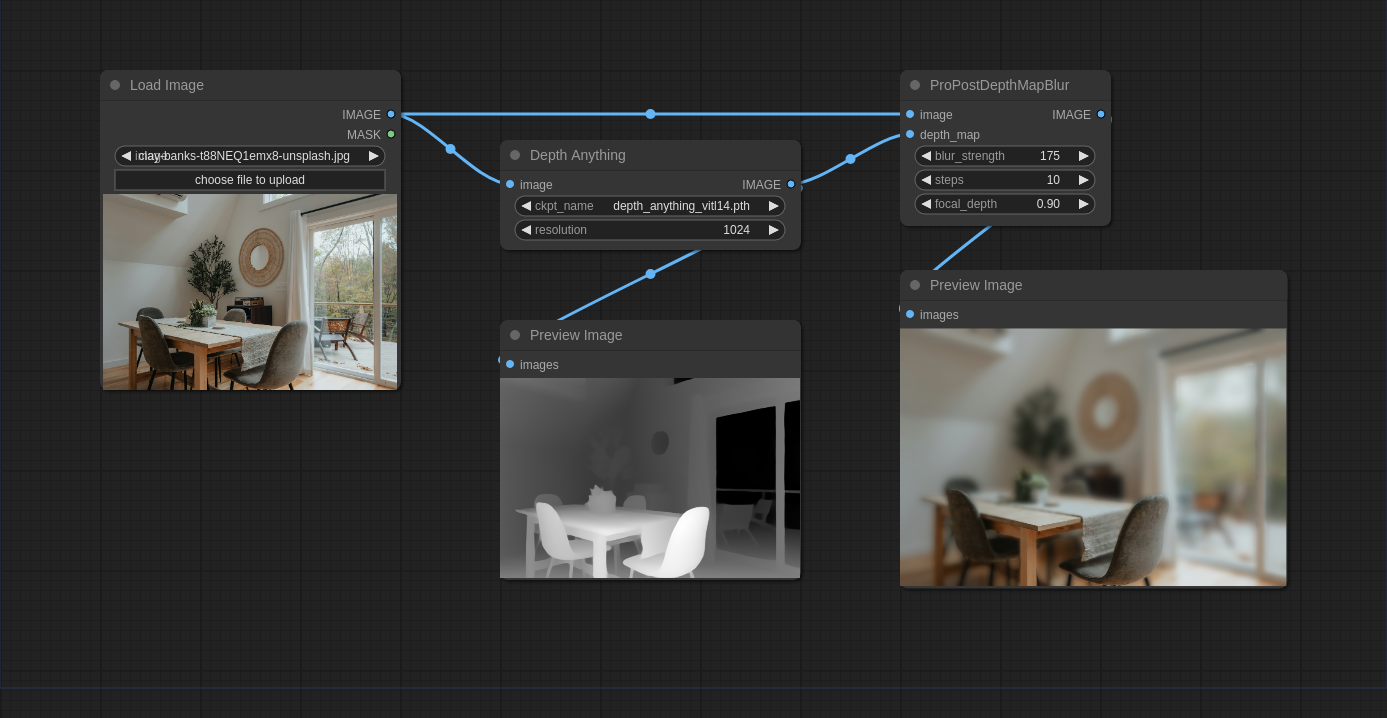 Load Image
IMAGE
MASK
clay-banks-t88NEQ1emx8-unsplash.jpg
choose file to upload
Depth Anything
image IMAGE
ckpt_name depth_anything_vitl14.pth
resolution 1024
Preview Image
images
ProPostDepthMapBlur
image IMAGE
depth_map
blur_strength 175
steps 10
focal_depth 0.90
Preview Image
images